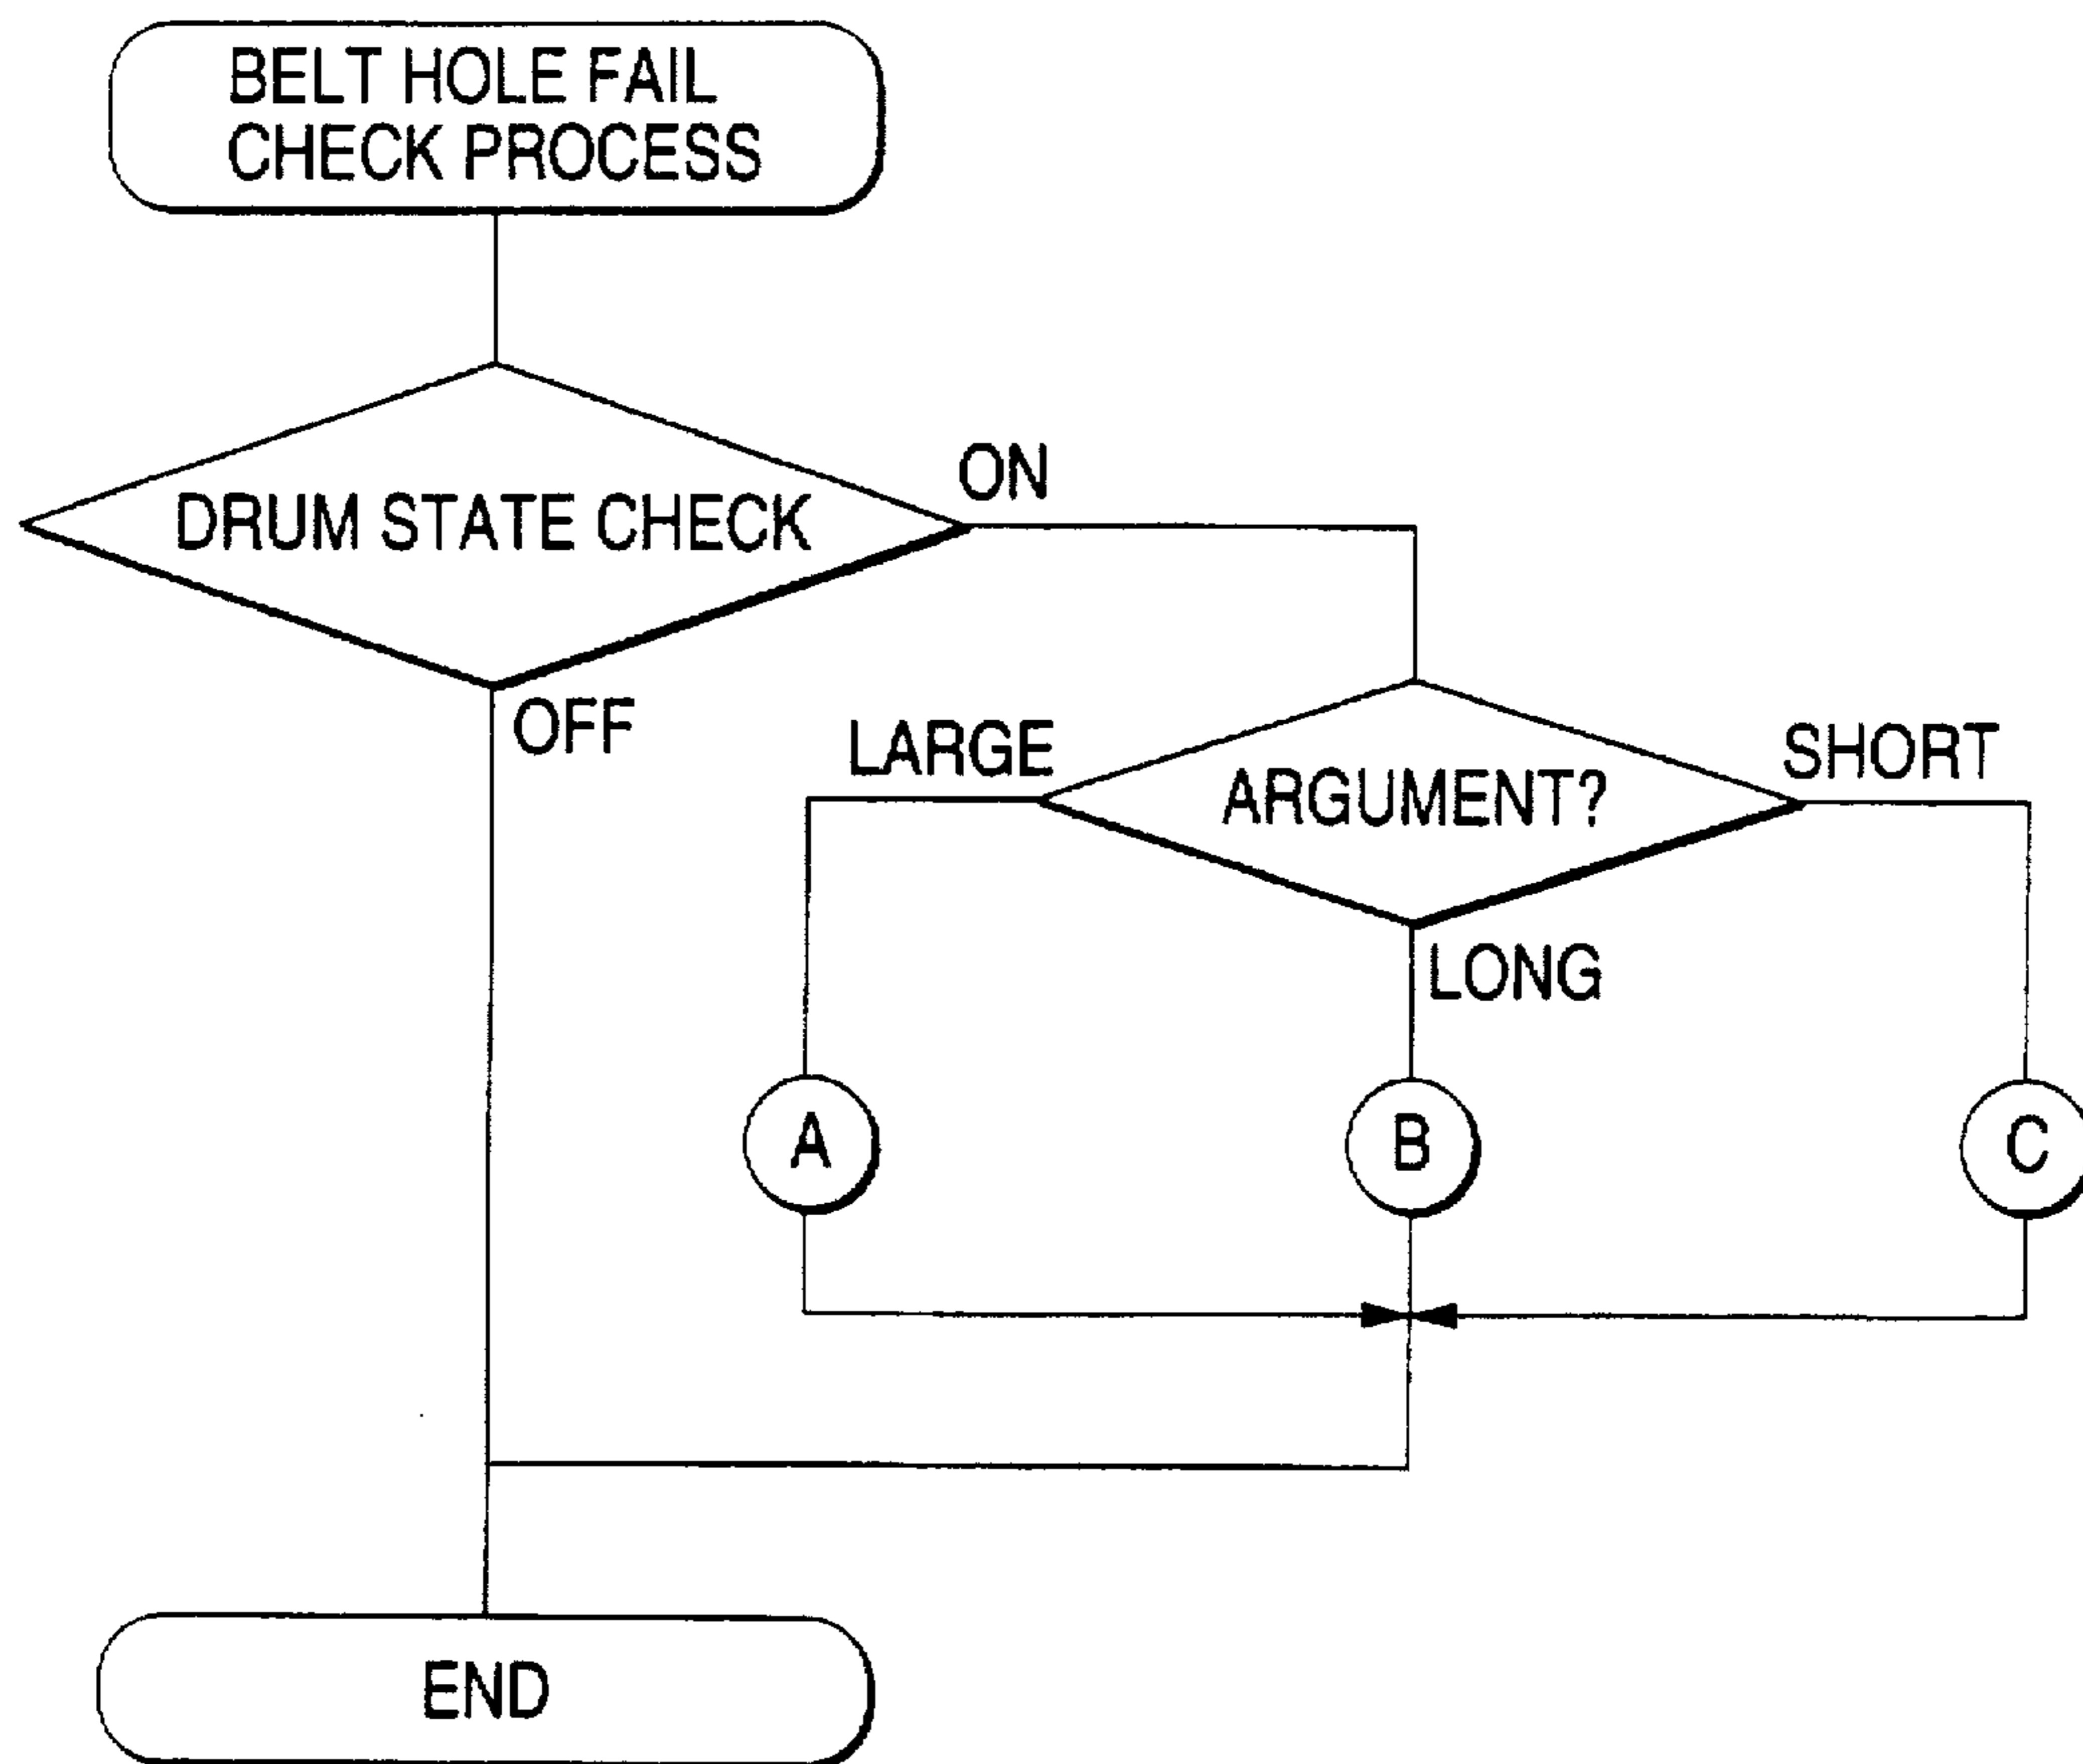 BELT HOLE FAIL
CHECK PROCESS
DRUM STATE CHECK
ON
OFF
LARGE
ARGUMENT?
SHORT
LONG
A
B
C
END